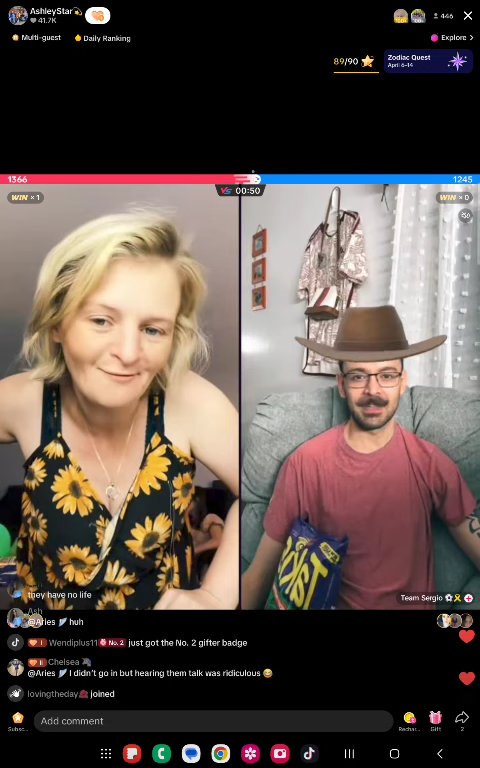 AshleyStar
41.7K
446
Multi-guest
Daily Ranking
Explore >
89/90
Zodiac Quest
April 6-14
1366
1245
WIN × 1
VS 00:50
WIN × 0
they have no life
Team Sergio
Ash
@Aries huh
Wendiplus11 No. 2 just got the No. 2 gifter badge
II Chelsea
@Aries I didn't go in but hearing them talk was ridiculous
lovingtheday joined
Subsc...
Add comment
Rechar...
Gift
2